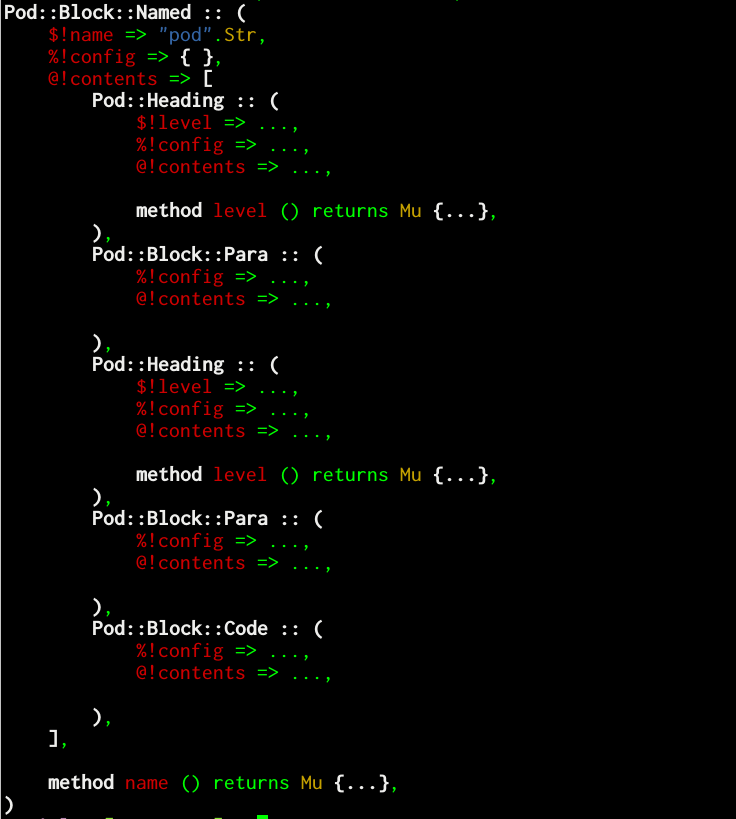 Pod::Block::Named :: (
    $!name => "pod".Str,
    %!config => { },
    @!contents => [
        Pod::Heading :: (
            $!level => ...,
            %!config => ...,
            @!contents => ...,

            method level () returns Mu {...},
        ),
        Pod::Block::Para :: (
            %!config => ...,
            @!contents => ...,

        ),
        Pod::Heading :: (
            $!level => ...,
            %!config => ...,
            @!contents => ...,

            method level () returns Mu {...},
        ),
        Pod::Block::Para :: (
            %!config => ...,
            @!contents => ...,

        ),
        Pod::Block::Code :: (
            %!config => ...,
            @!contents => ...,

        ),
    ],

    method name () returns Mu {...},
)